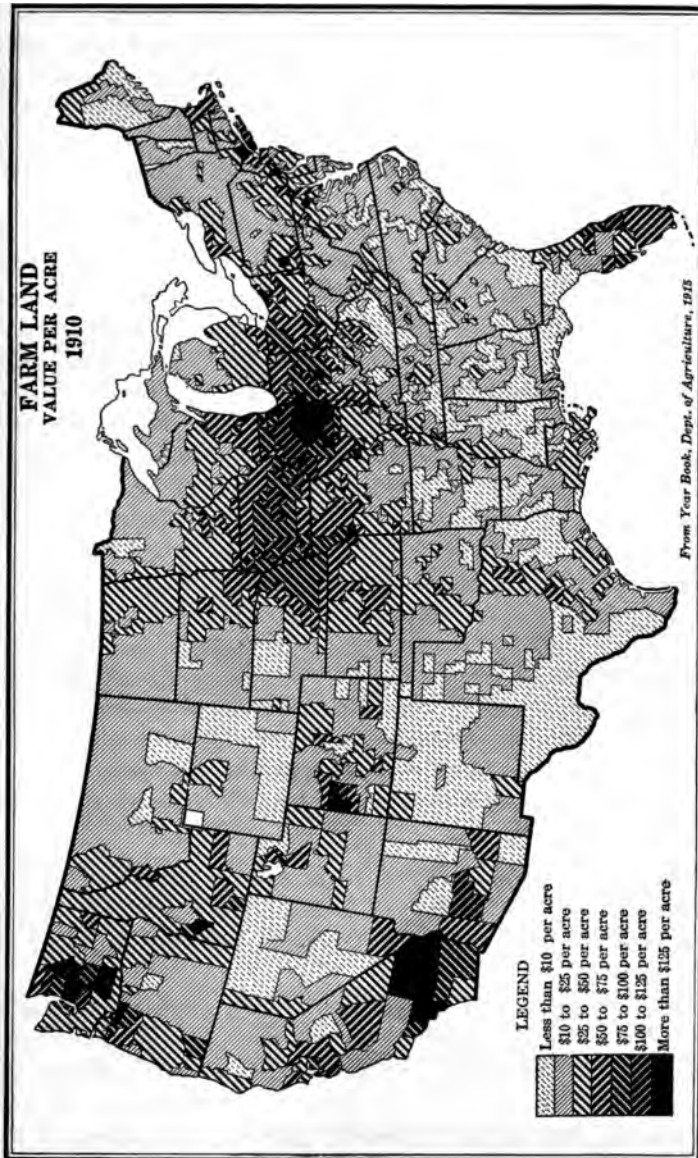 FARM LAND
VALUE PER ACRE
1910
LEGEND
Less than $10 per acre
$10 to $25 per acre
$25 to $50 per acre
$50 to $75 per acre
$75 to $100 per acre
$100 to $125 per acre
More than $125 per acre
From Year Book, Dept. of Agriculture, 1915